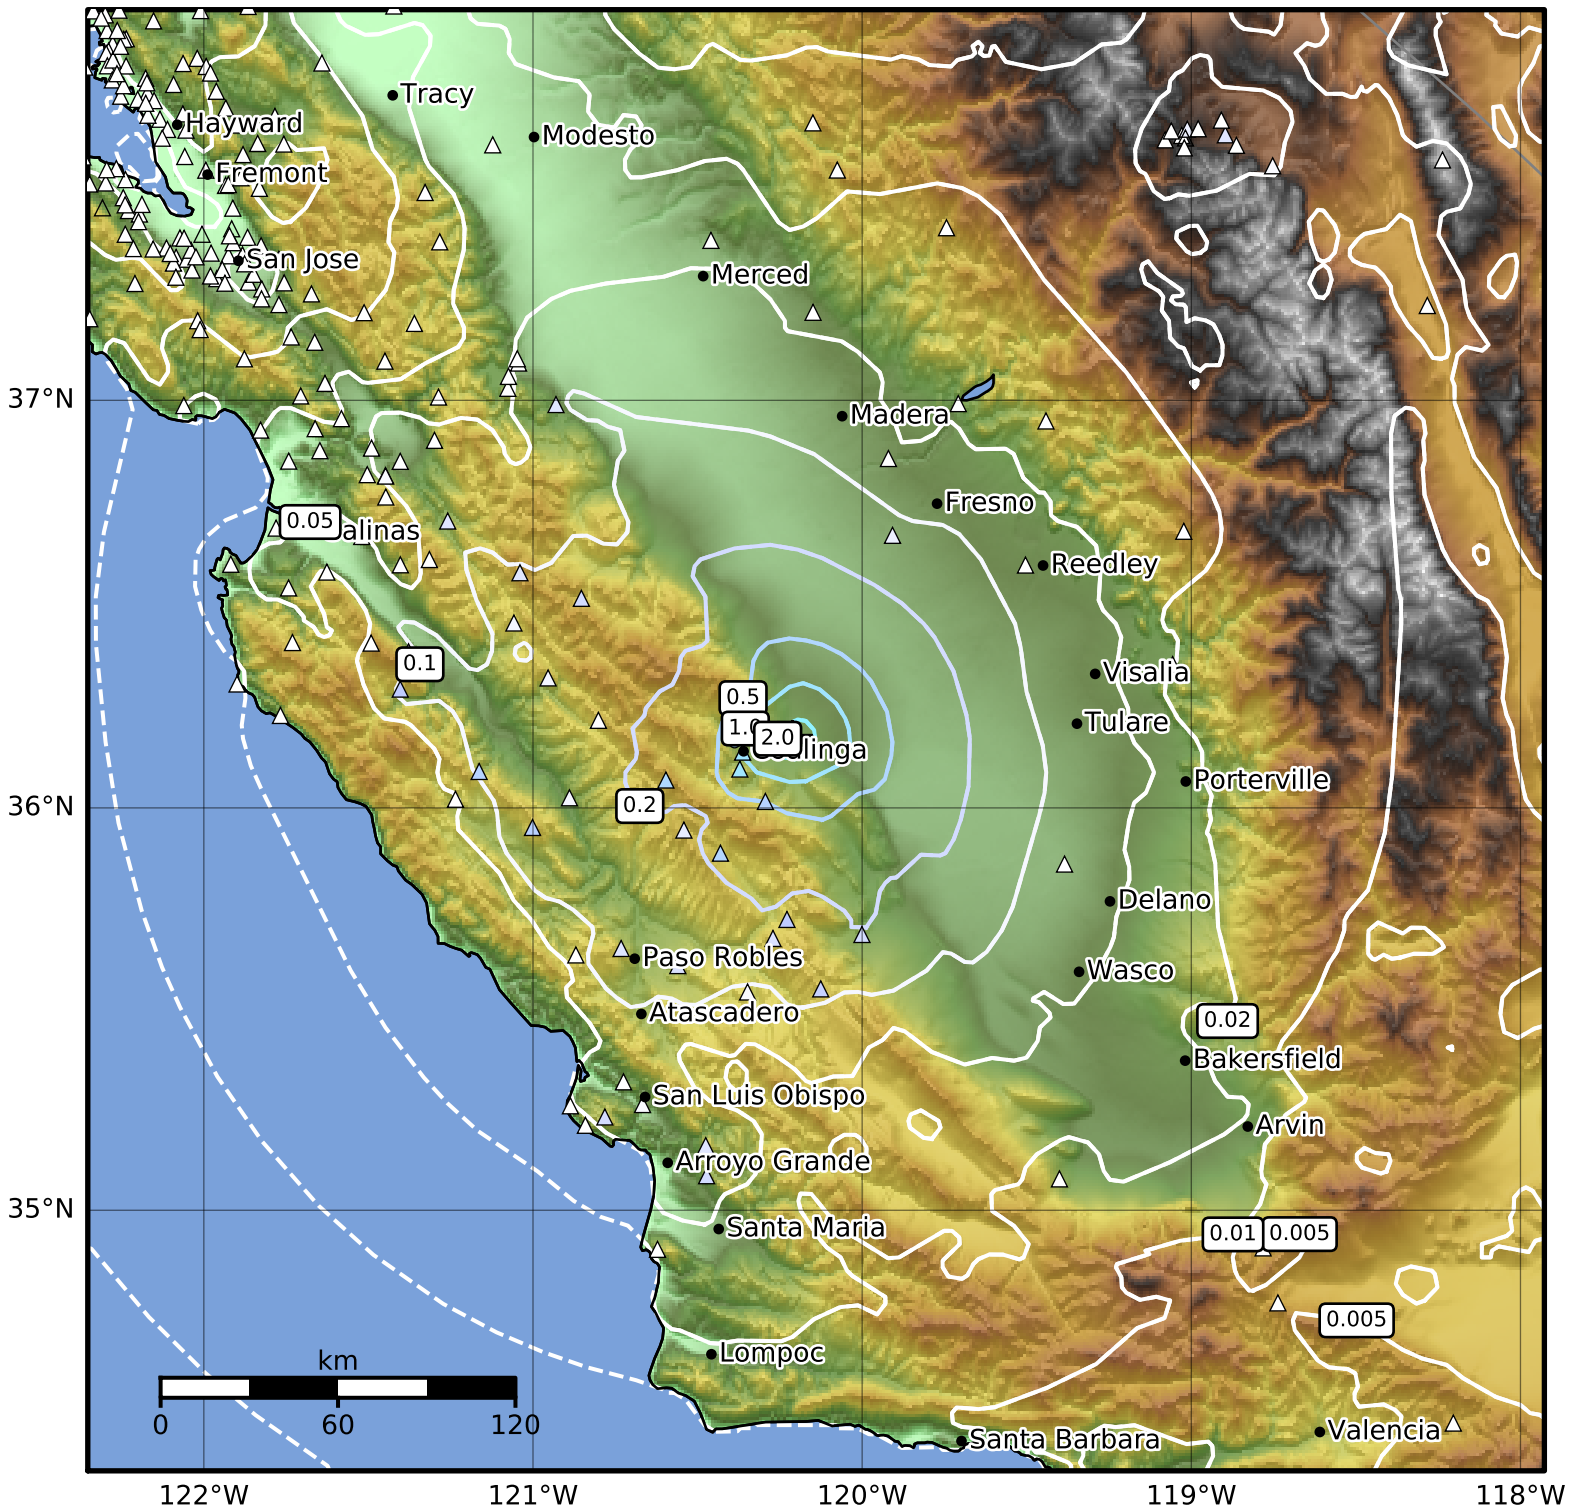 Tracy
Hayward
Modesto
Fremont
San Jose
Merced
37°N
Madera
Fresno
0.05
alinas
Reedley
0.1
Visalia
0.5
Tulare
1.0
2.0
linga
Porterville
36°N
0.2
Delano
Paso Robles
Wasco
Atascadero
0.02
Bakersfield
San Luis Obispo
Arvin
Arroyo Grande
35°N
Santa Maria
0.01
0.005
0.005
Lompoc
km
0
60
120
Valencia
Santa Barbara
122°W
121°W
120°W
119°W
118°W